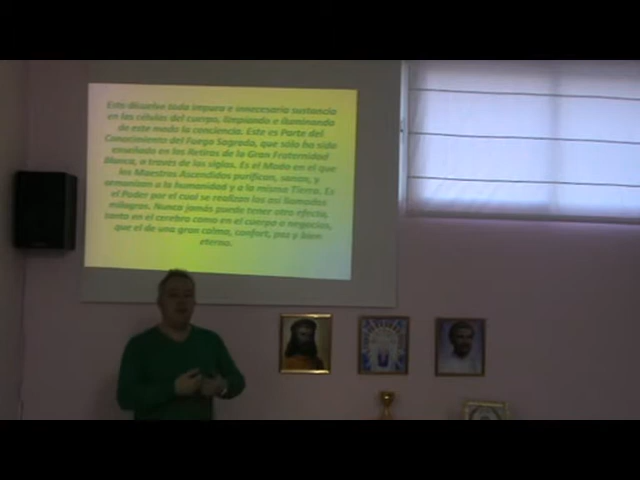 Esto disuelve toda impura e innecesaria sustancia
en las células del cuerpo, limpiando e iluminando
de este modo la conciencia. Este es Parte del
Conocimiento del Fuego Sagrado, que sólo ha sido
enseñado en los Retiros de la Gran Fraternidad
Blanca, a través de los siglos. Es el Modo en el que
los Maestros Ascendidos purifican, sanan, y
armonizan a la humanidad y a la misma Tierra. Es
el Poder por el cual se realizan los así llamados
milagros. Nunca jamás puede tener otro efecto,
tanto en el cerebro como en el cuerpo o negocios,
que el de una gran calma, confort, paz y bien
eterno.